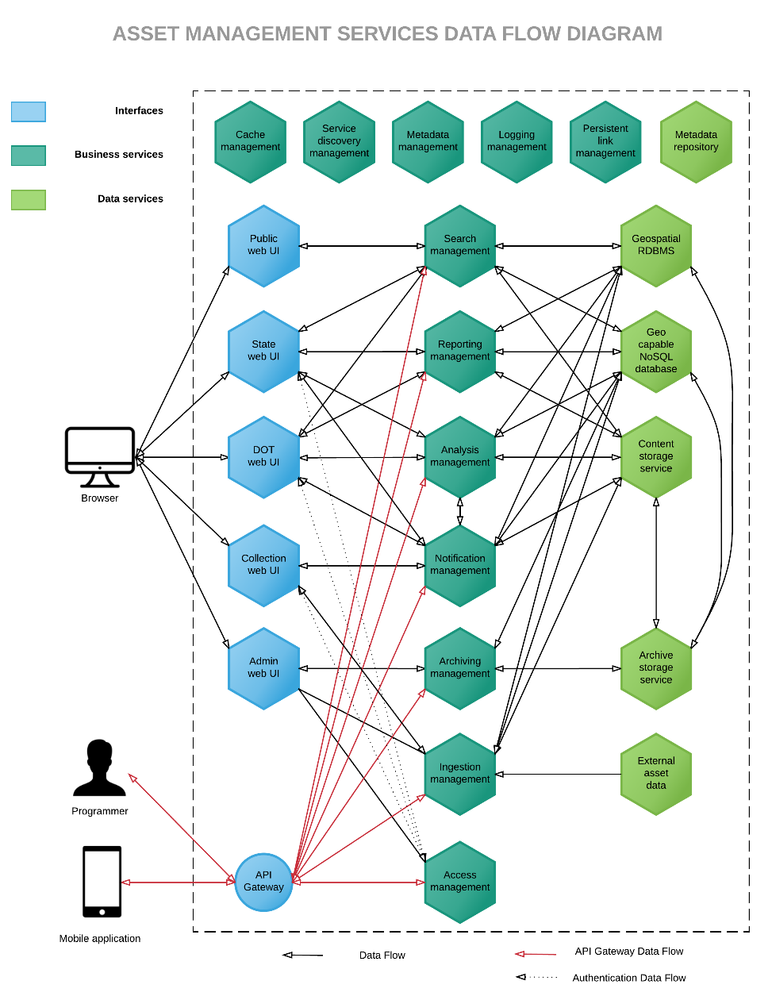 ASSET MANAGEMENT SERVICES DATA FLOW DIAGRAM
Interfaces
Business services
Data services
Cache
management
Service
discovery
management
Metadata
management
Logging
management
Persistent
link
management
Metadata
repository
Public
web UI
Search
management
Geospatial
RDBMS
State
web UI
Reporting
management
Geo
capable
NoSQL
database
DOT
web UI
Analysis
management
Content
storage
service
Browser
Collection
web UI
Notification
management
Admin
web UI
Archiving
management
Archive
storage
service
Ingestion
management
External
asset
data
Programmer
API
Gateway
Access
management
Mobile application
Data Flow
API Gateway Data Flow
Authentication Data Flow